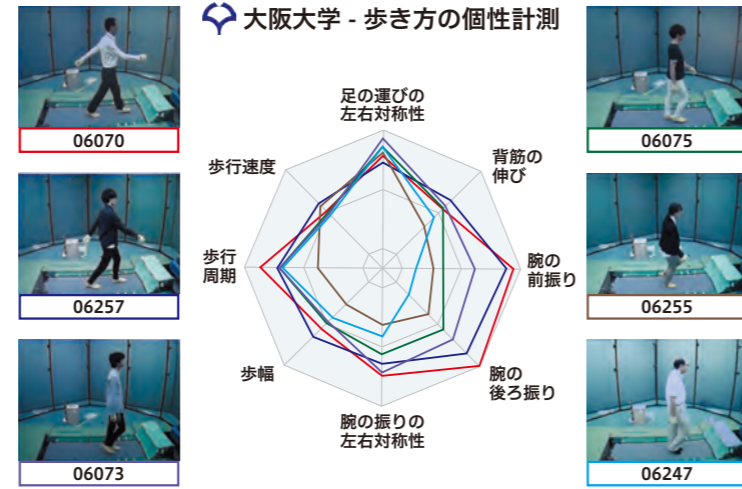 大阪大学 - 歩き方の個性計測
06070
06257
06073
足の運びの
左右対称性
背筋の
伸び
腕の
前振り
腕の
後ろ振り
腕の振りの
左右対称性
歩幅
歩行
周期
歩行速度
06075
06255
06247